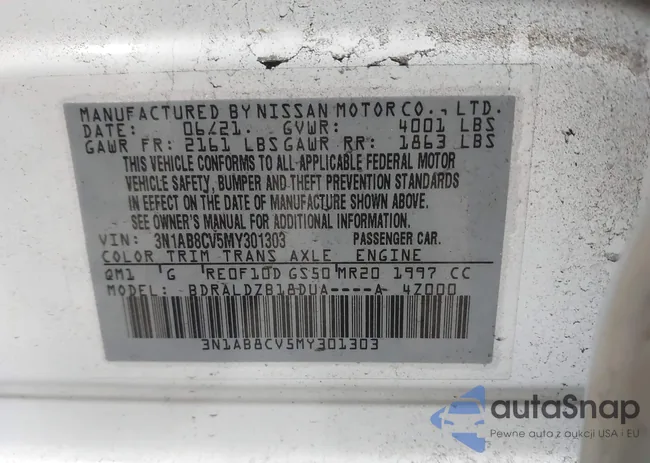 MANUFACTURED BY NISSAN MOTOR CO., LTD.
DATE: 06/21. GVWR: 4001 LBS
GAWR FR: 2161 LBS GAWR RR: 1863 LBS
THIS VEHICLE CONFORMS TO ALL APPLICABLE FEDERAL MOTOR
VEHICLE SAFETY, BUMPER AND THEFT PREVENTION STANDARDS
IN EFFECT ON THE DATE OF MANUFACTURE SHOWN ABOVE.
SEE OWNER'S MANUAL FOR ADDITIONAL INFORMATION.
VIN: 3N1AB8CV5MY301303 PASSENGER CAR.
COLOR TRIM TRANS AXLE ENGINE
QM1 G RE0F10D GS50 MR20 1997 CC
MODEL: BDRALDZB18DUA----A- 4Z000
3N1AB8CV5MY301303
autaSnap
Pewne auta z aukcji USA i EU